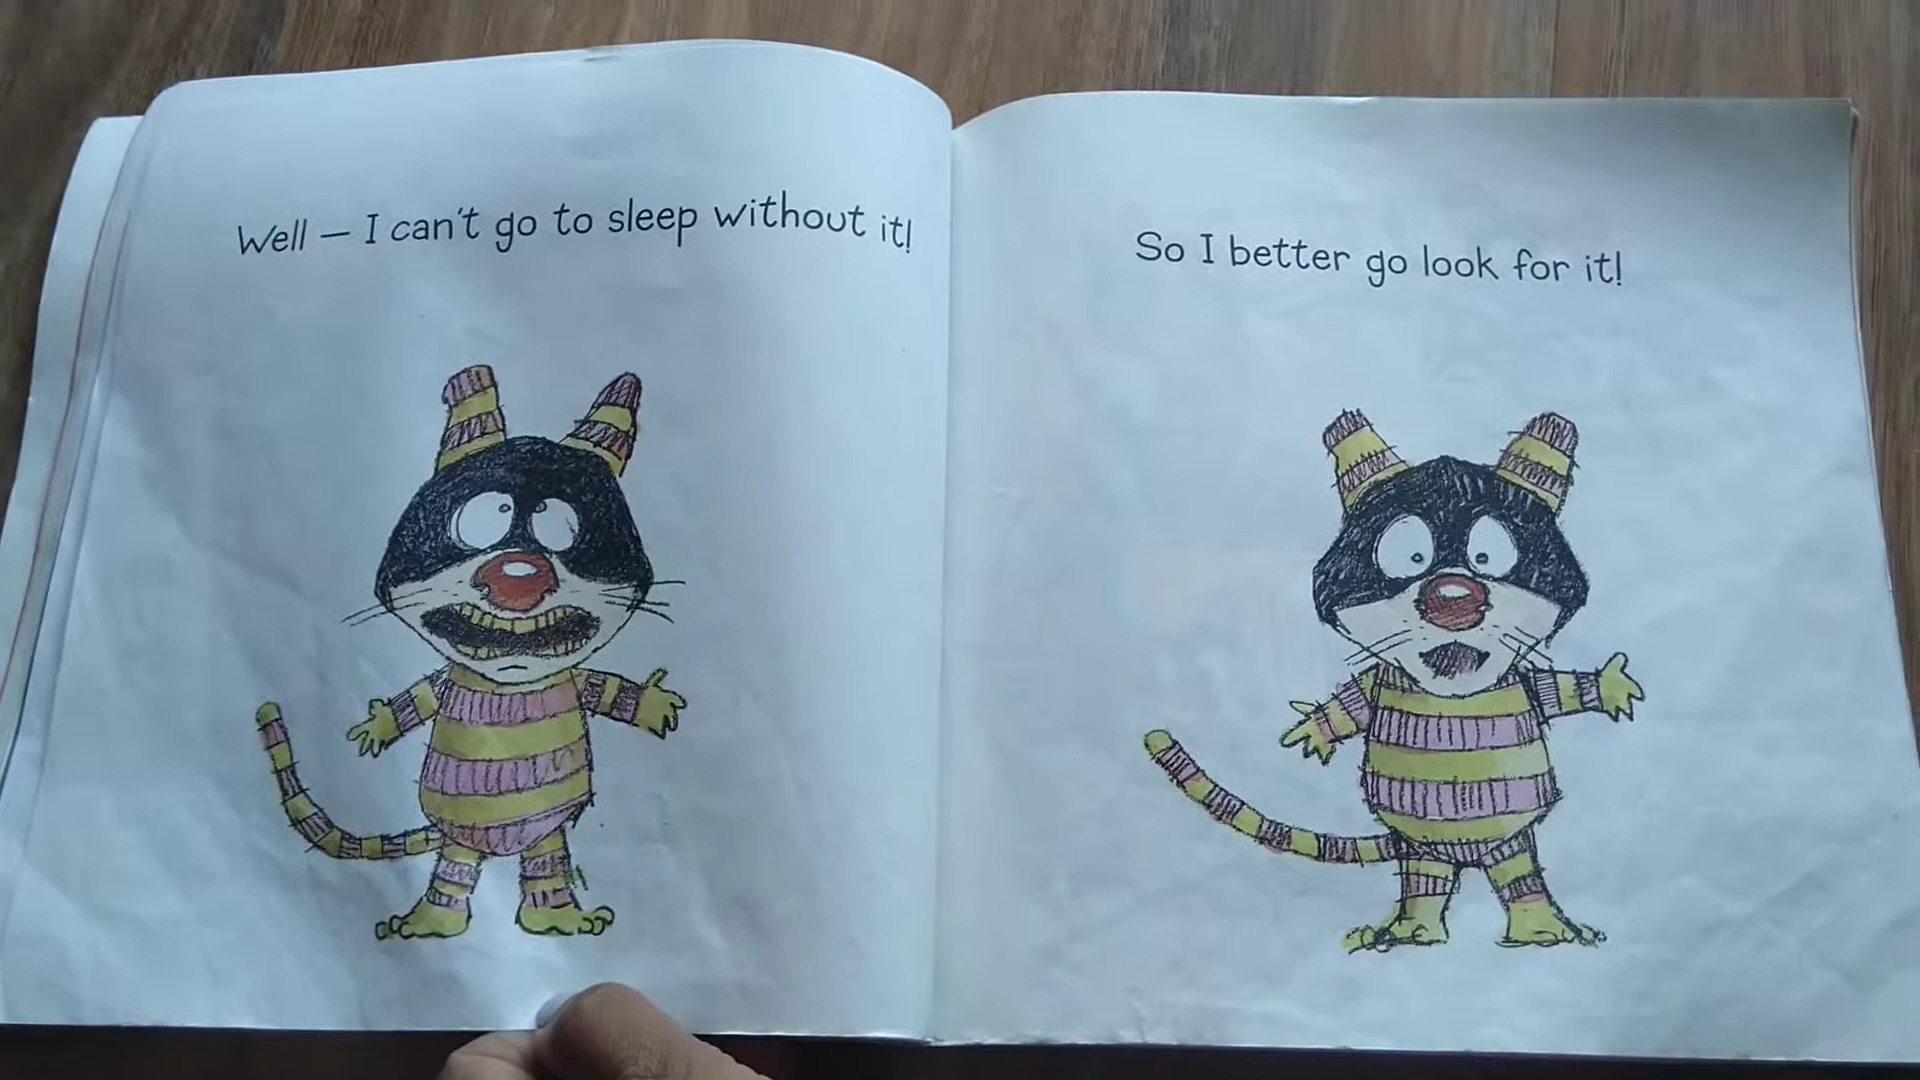 Well – I can't go to sleep without it!
So I better go look for it!